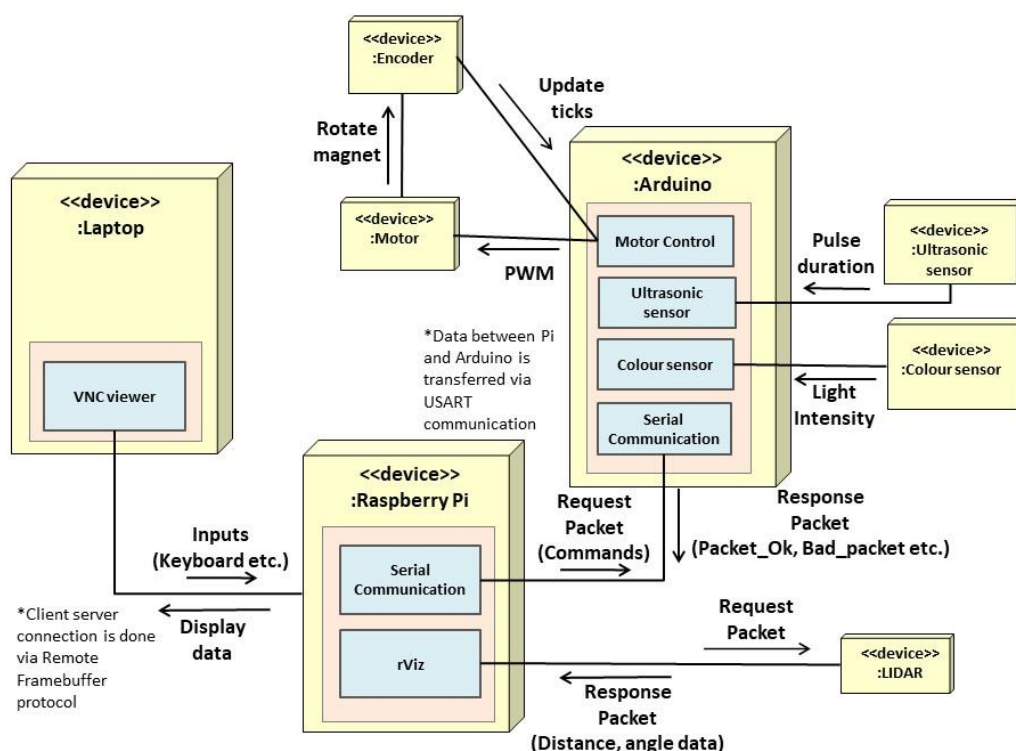 <<device>>
:Encoder
Update
ticks
Rotate
magnet
<<device>>
:Arduino
<<device>>
:Laptop
<<device>>
:Motor
PWM
Motor Control
Ultrasonic
sensor
Colour sensor
Serial
Communication
Pulse
duration
<<device>>
:Ultrasonic
sensor
<<device>>
:Colour sensor
Light
Intensity
*Data between Pi
and Arduino is
transferred via
USART
communication
VNC viewer
<<device>>
:Raspberry Pi
Request
Packet
(Commands)
Response
Packet
(Packet_Ok, Bad_packet etc.)
Inputs
(Keyboard etc.)
Serial
Communication
*Client server
connection is done
via Remote
Framebuffer
protocol
Display
data
rViz
Request
Packet
<<device>>
:LIDAR
Response
Packet
(Distance, angle data)